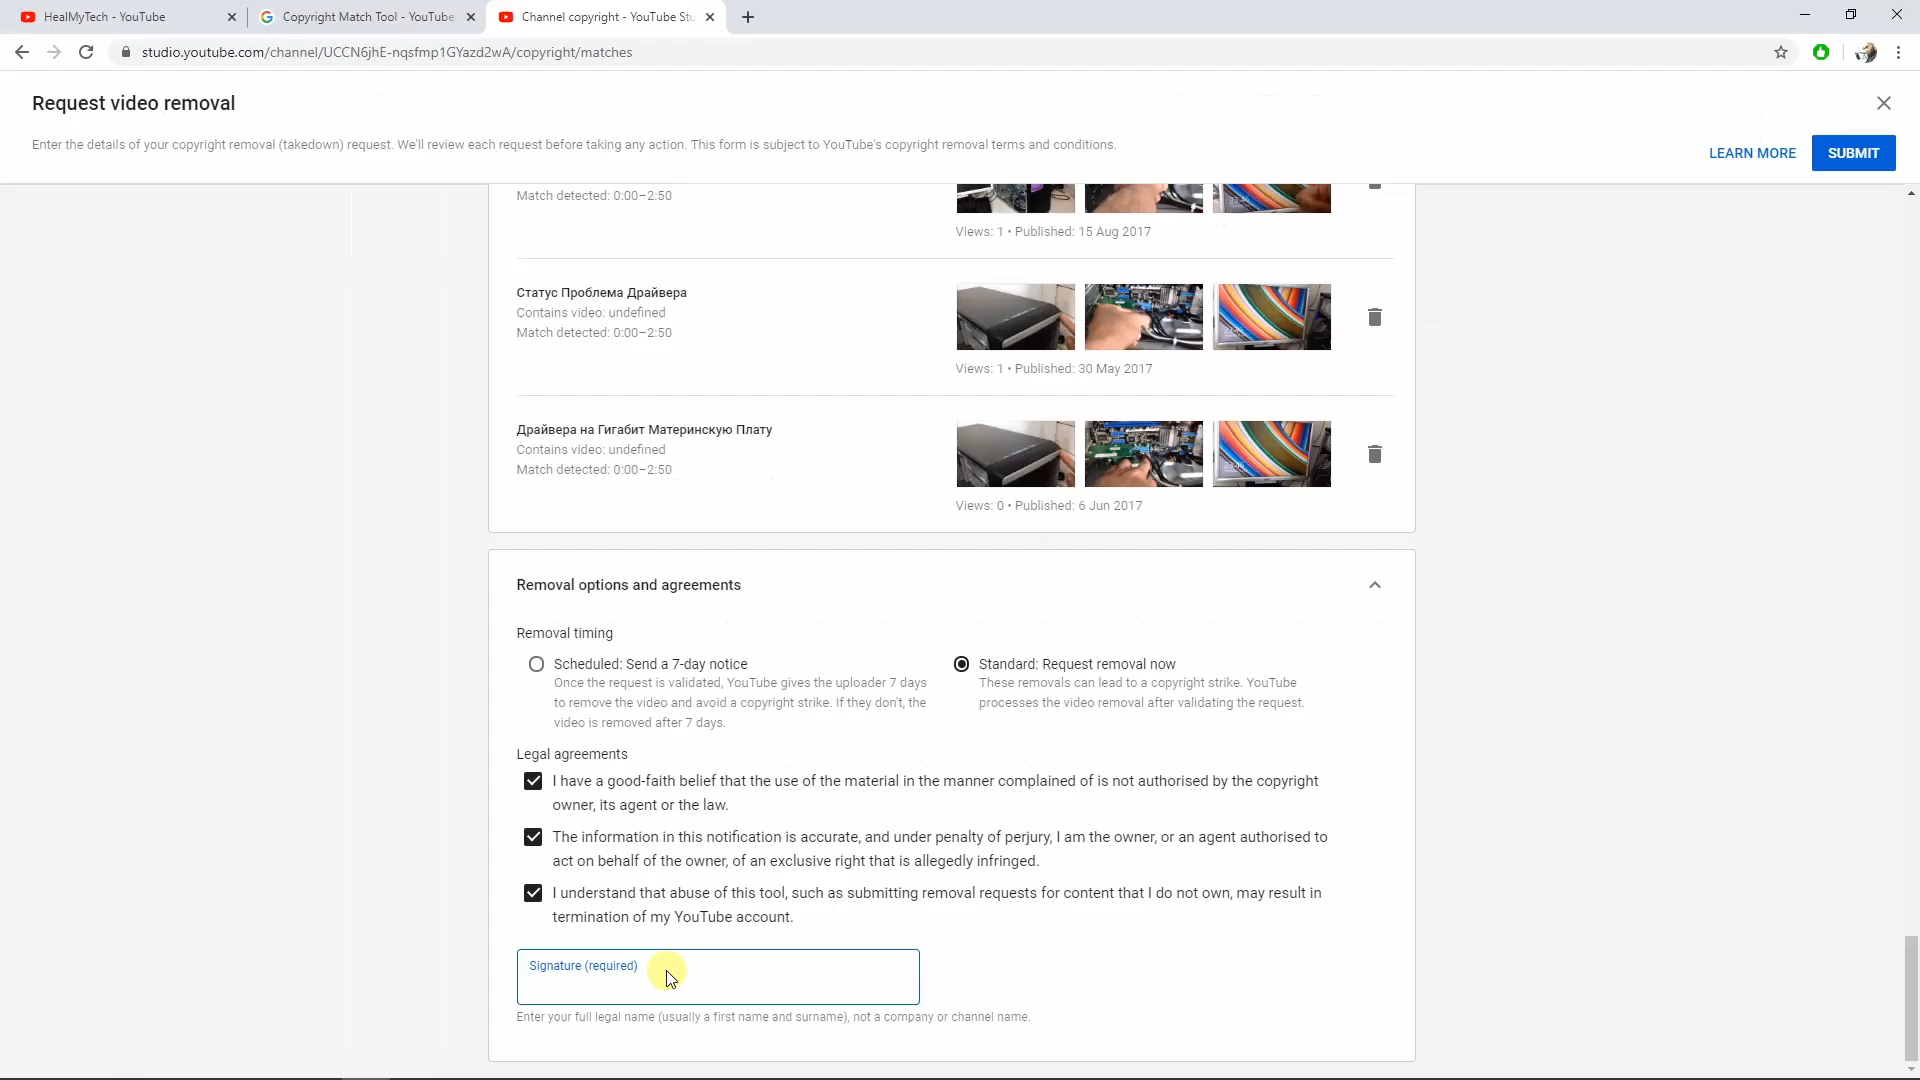 HealMyTech - YouTube
Copyright Match Tool - YouTube
Channel copyright - YouTube Stu
studio.youtube.com/channel/UCCN6jhE-nqsfmp1GYazd2wA/copyright/matches
Request video removal
Enter the details of your copyright removal (takedown) request. We'll review each request before taking any action. This form is subject to YouTube's copyright removal terms and conditions.
LEARN MORE
SUBMIT
Match detected: 0:00–2:50
Views: 1 • Published: 15 Aug 2017
Статус Проблема Драйвера
Contains video: undefined
Match detected: 0:00–2:50
Views: 1 • Published: 30 May 2017
Драйвера на Гигабит Материнскую Плату
Contains video: undefined
Match detected: 0:00–2:50
Views: 0 • Published: 6 Jun 2017
Removal options and agreements
Removal timing
Scheduled: Send a 7-day notice
Once the request is validated, YouTube gives the uploader 7 days
to remove the video and avoid a copyright strike. If they don't, the
video is removed after 7 days.
Standard: Request removal now
These removals can lead to a copyright strike. YouTube
processes the video removal after validating the request.
Legal agreements
I have a good-faith belief that the use of the material in the manner complained of is not authorised by the copyright
owner, its agent or the law.
The information in this notification is accurate, and under penalty of perjury, I am the owner, or an agent authorised to
act on behalf of the owner, of an exclusive right that is allegedly infringed.
I understand that abuse of this tool, such as submitting removal requests for content that I do not own, may result in
termination of my YouTube account.
Signature (required)
Enter your full legal name (usually a first name and surname), not a company or channel name.